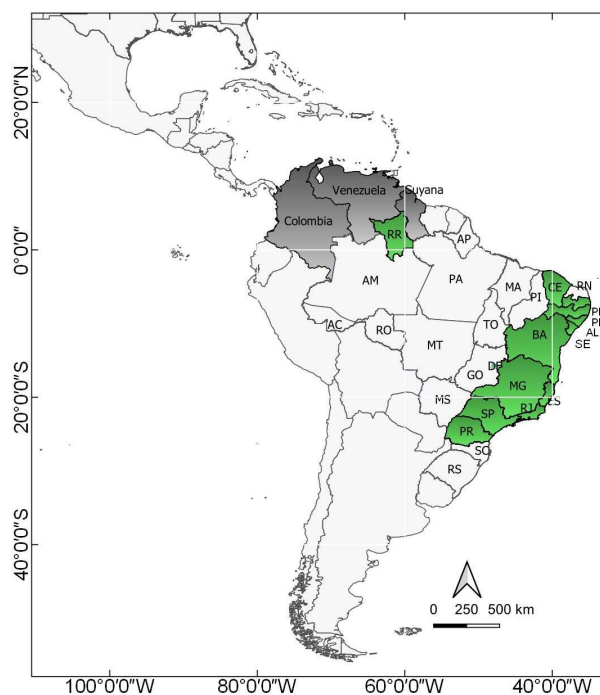 20°0'0"N
0°0'0"
20°0'0"S
40°0'0"S
Venezuela
Guyana
Colombia
RR
AP
AM
PA
MA
CE
RN
PI
AC
RO
TO
AL
SE
BA
MT
GO
MG
MS
SP
RJ
ES
PR
SC
RS
0 250 500 km
100°0'0"W
80°0'0"W
60°0'0"W
40°0'0"W